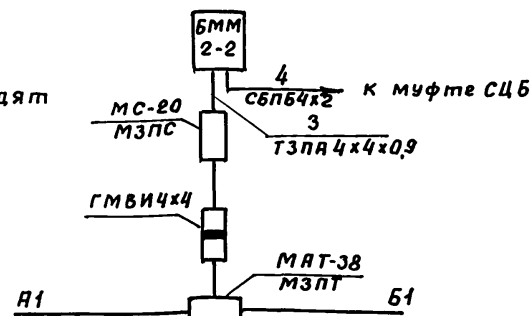 БММ
2-2
4
СБПБ4х2
к муфте СЦБ
дят
МС-20
МЗПС
3
ТЗПА 4х4х0,9
ГМВИ4х4
МАТ-38
МЗПТ
А1
Б1